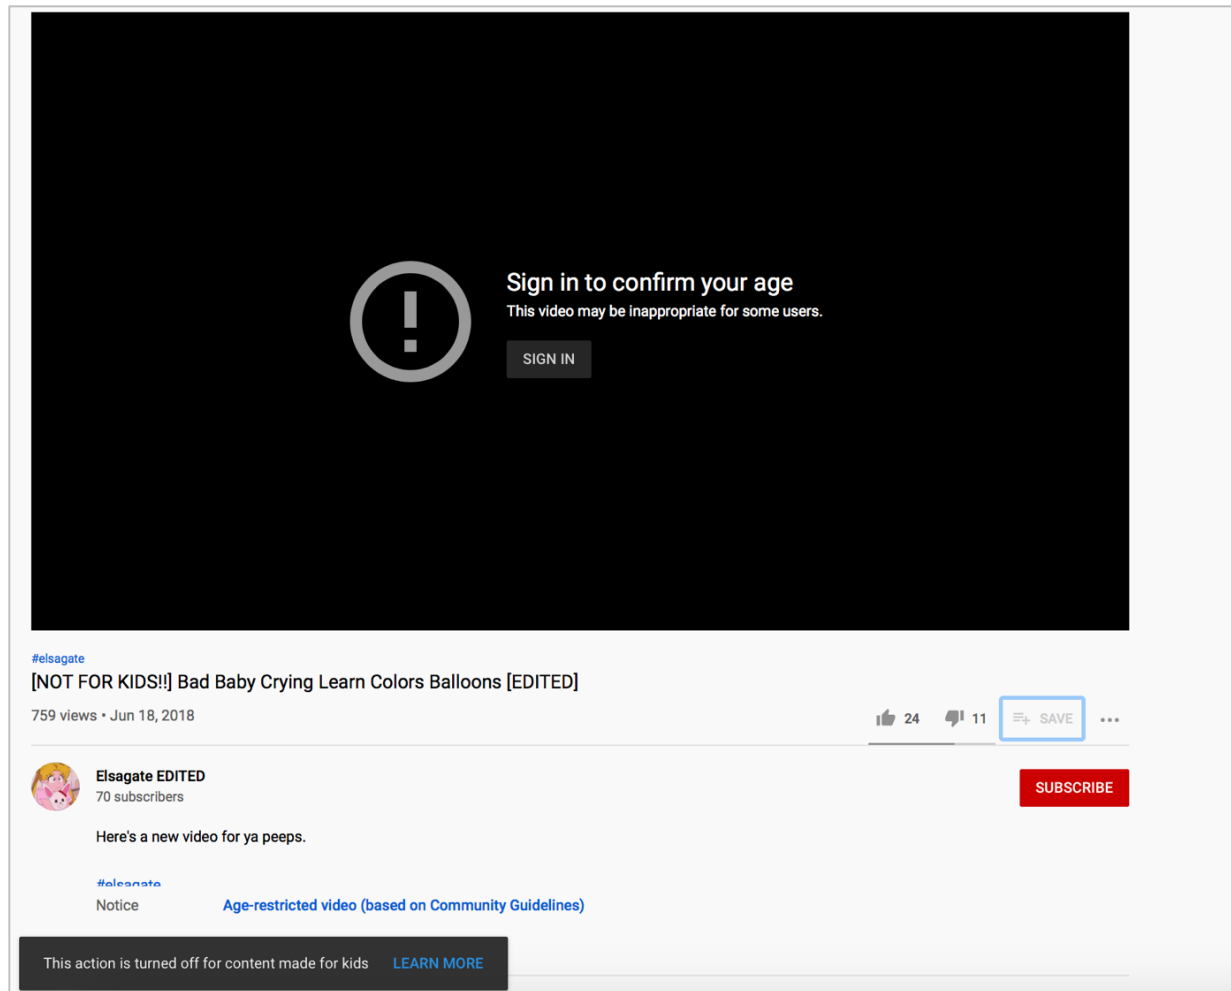 Sign in to confirm your age
This video may be inappropriate for some users.
SIGN IN
#elsagate
[NOT FOR KIDS!!] Bad Baby Crying Learn Colors Balloons [EDITED]
759 views • Jun 18, 2018
24 11 SAVE
Elsagate EDITED
70 subscribers
SUBSCRIBE
Here's a new video for ya peeps.
#elsagate
Notice Age-restricted video (based on Community Guidelines)
This action is turned off for content made for kids LEARN MORE